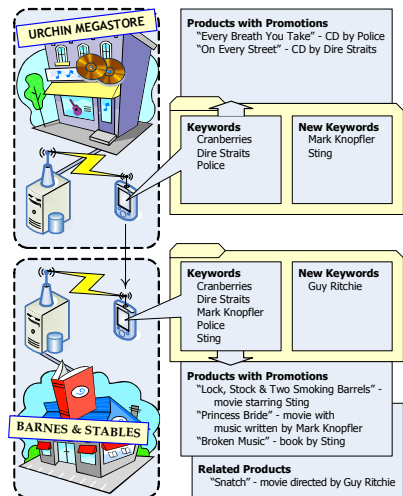 URCHIN MEGASTORE
Products with Promotions
“Every Breath You Take” - CD by Police
“On Every Street” - CD by Dire Straits
Keywords
Cranberries
Dire Straits
Police
New Keywords
Mark Knopfler
Sting
Keywords
Cranberries
Dire Straits
Mark Knopfler
Police
Sting
New Keywords
Guy Ritchie
Products with Promotions
“Lock, Stock & Two Smoking Barrels” -
movie starring Sting
“Princess Bride” - movie with
music written by Mark Knopfler
“Broken Music” - book by Sting
Related Products
“Snatch” - movie directed by Guy Ritchie
BARNES & STABLES